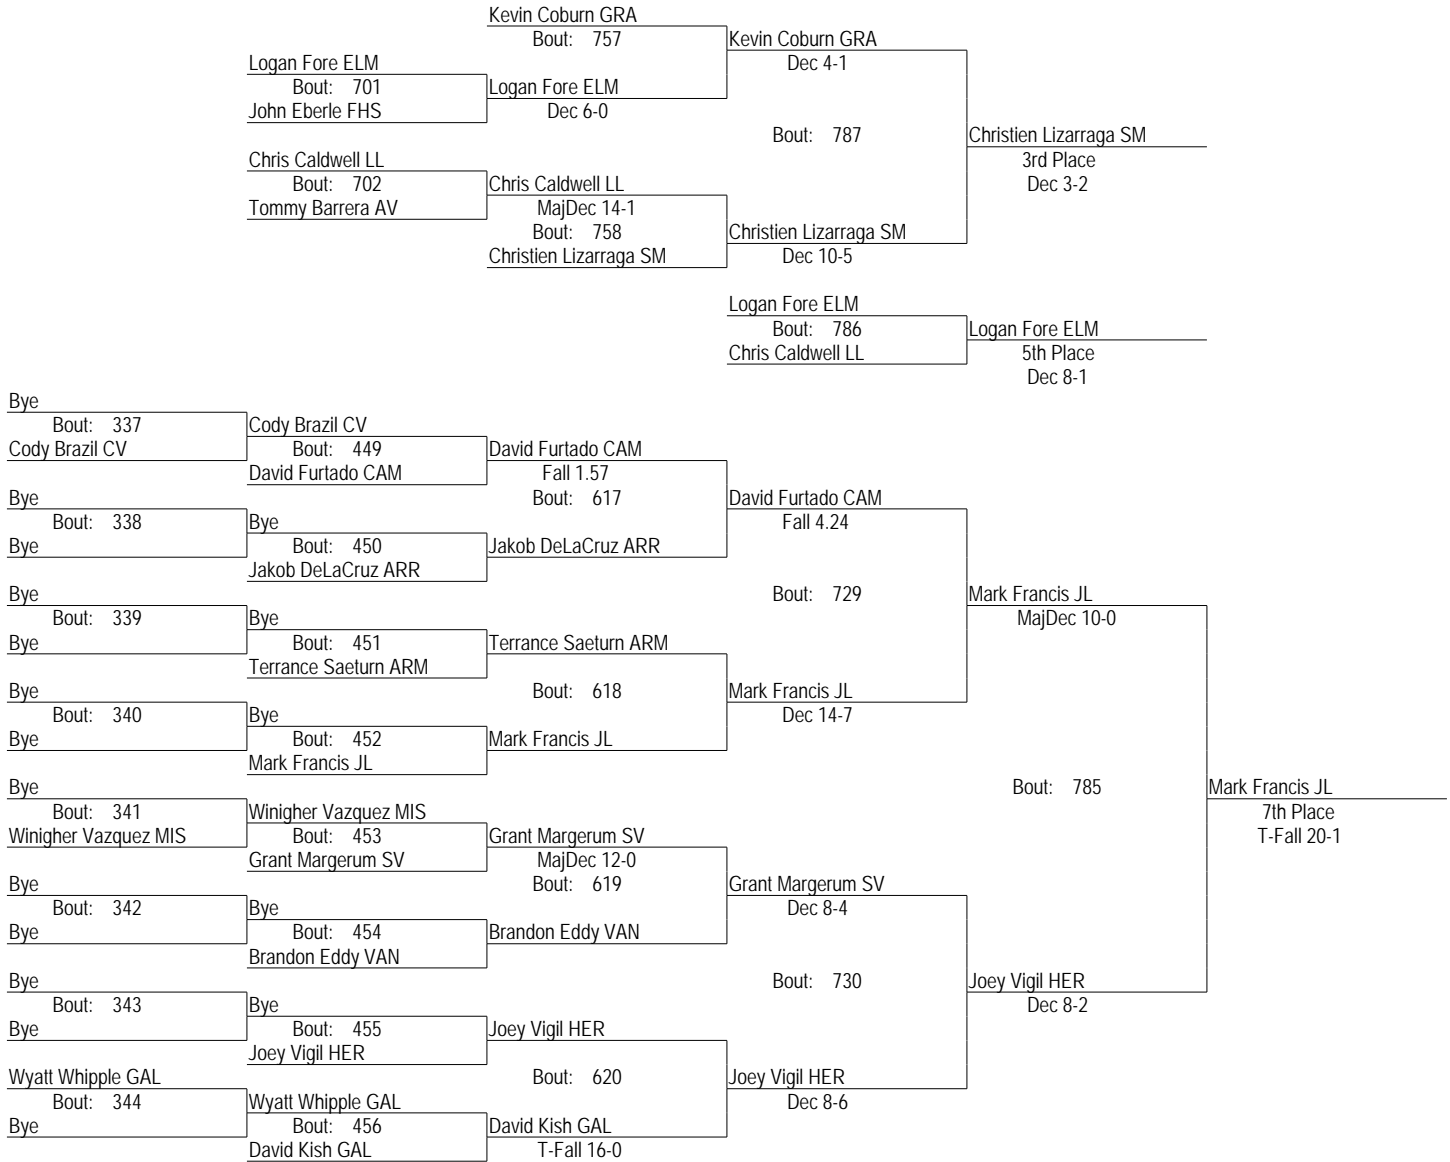 Kevin Coburn GRA
Bout: 757
Kevin Coburn GRA
Logan Fore ELM
Dec 4-1
Bout: 701
Logan Fore ELM
John Eberle FHS
Dec 6-0
Bout: 787
Christien Lizarraga SM
Chris Caldwell LL
3rd Place
Bout: 702
Chris Caldwell LL
Dec 3-2
Tommy Barrera AV
MajDec 14-1
Bout: 758
Christien Lizarraga SM
Christien Lizarraga SM
Dec 10-5
Logan Fore ELM
Bout: 786
Logan Fore ELM
Chris Caldwell LL
5th Place
Dec 8-1
Bye
Bout: 337
Cody Brazil CV
Cody Brazil CV
Bout: 449
David Furtado CAM
David Furtado CAM
Fall 1.57
Bye
Bout: 617
David Furtado CAM
Bout: 338
Bye
Fall 4.24
Bye
Bout: 450
Jakob DeLaCruz ARR
Jakob DeLaCruz ARR
Bye
Bout: 729
Mark Francis JL
Bout: 339
Bye
MajDec 10-0
Bye
Bout: 451
Terrance Saeturn ARM
Terrance Saeturn ARM
Bye
Bout: 618
Mark Francis JL
Bout: 340
Bye
Dec 14-7
Bye
Bout: 452
Mark Francis JL
Mark Francis JL
Bye
Bout: 785
Mark Francis JL
Bout: 341
Winigher Vazquez MIS
7th Place
Winigher Vazquez MIS
Bout: 453
Grant Margerum SV
T-Fall 20-1
Grant Margerum SV
MajDec 12-0
Bye
Bout: 619
Grant Margerum SV
Bout: 342
Bye
Dec 8-4
Bye
Bout: 454
Brandon Eddy VAN
Brandon Eddy VAN
Bye
Bout: 730
Joey Vigil HER
Bout: 343
Bye
Dec 8-2
Bye
Bout: 455
Joey Vigil HER
Joey Vigil HER
Wyatt Whipple GAL
Bout: 620
Joey Vigil HER
Bout: 344
Wyatt Whipple GAL
Dec 8-6
Bye
Bout: 456
David Kish GAL
David Kish GAL
T-Fall 16-0